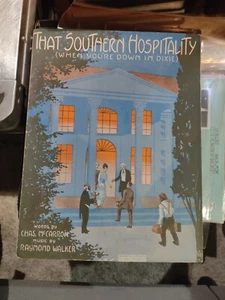 THAT SOUTHERN HOSPITALITY
(WHEN YOU'RE DOWN IN DIXIE)
WORDS BY
CHAS. MCCARRON
MUSIC BY
RAYMOND WALKER